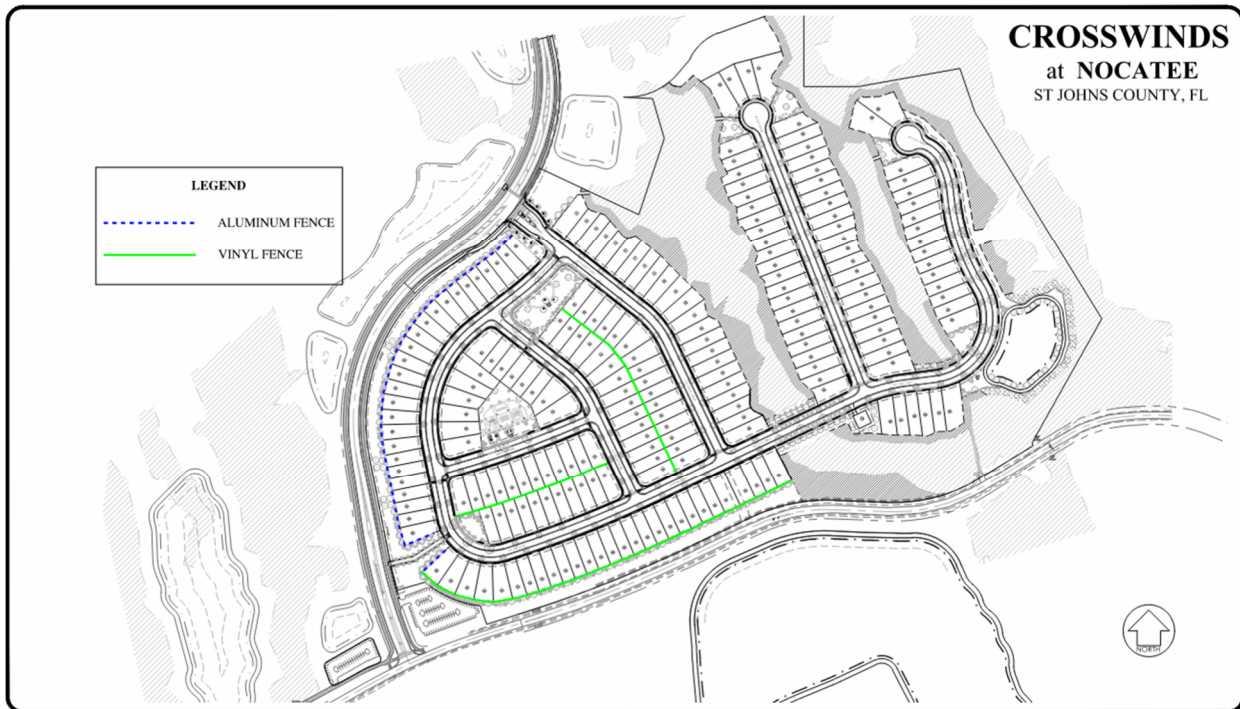 CROSSWINDS
at NOCATEE
ST JOHNS COUNTY, FL
LEGEND
ALUMINUM FENCE
VINYL FENCE
NORTH